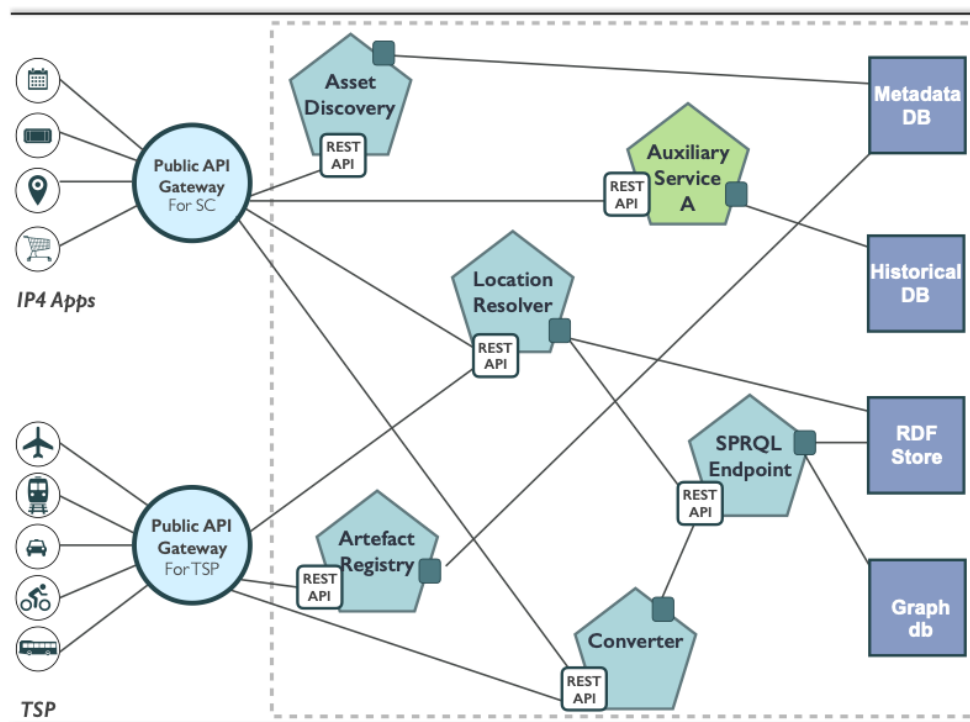 Asset
Discovery
REST
API
Metadata
DB
Public API
Gateway
For SC
Auxiliary
Service
A
REST
API
IP4 Apps
Location
Resolver
REST
API
Historical
DB
SPRQL
Endpoint
REST
API
RDF
Store
Public API
Gateway
For TSP
Artefact
Registry
REST
API
Converter
REST
API
Graph
db
TSP